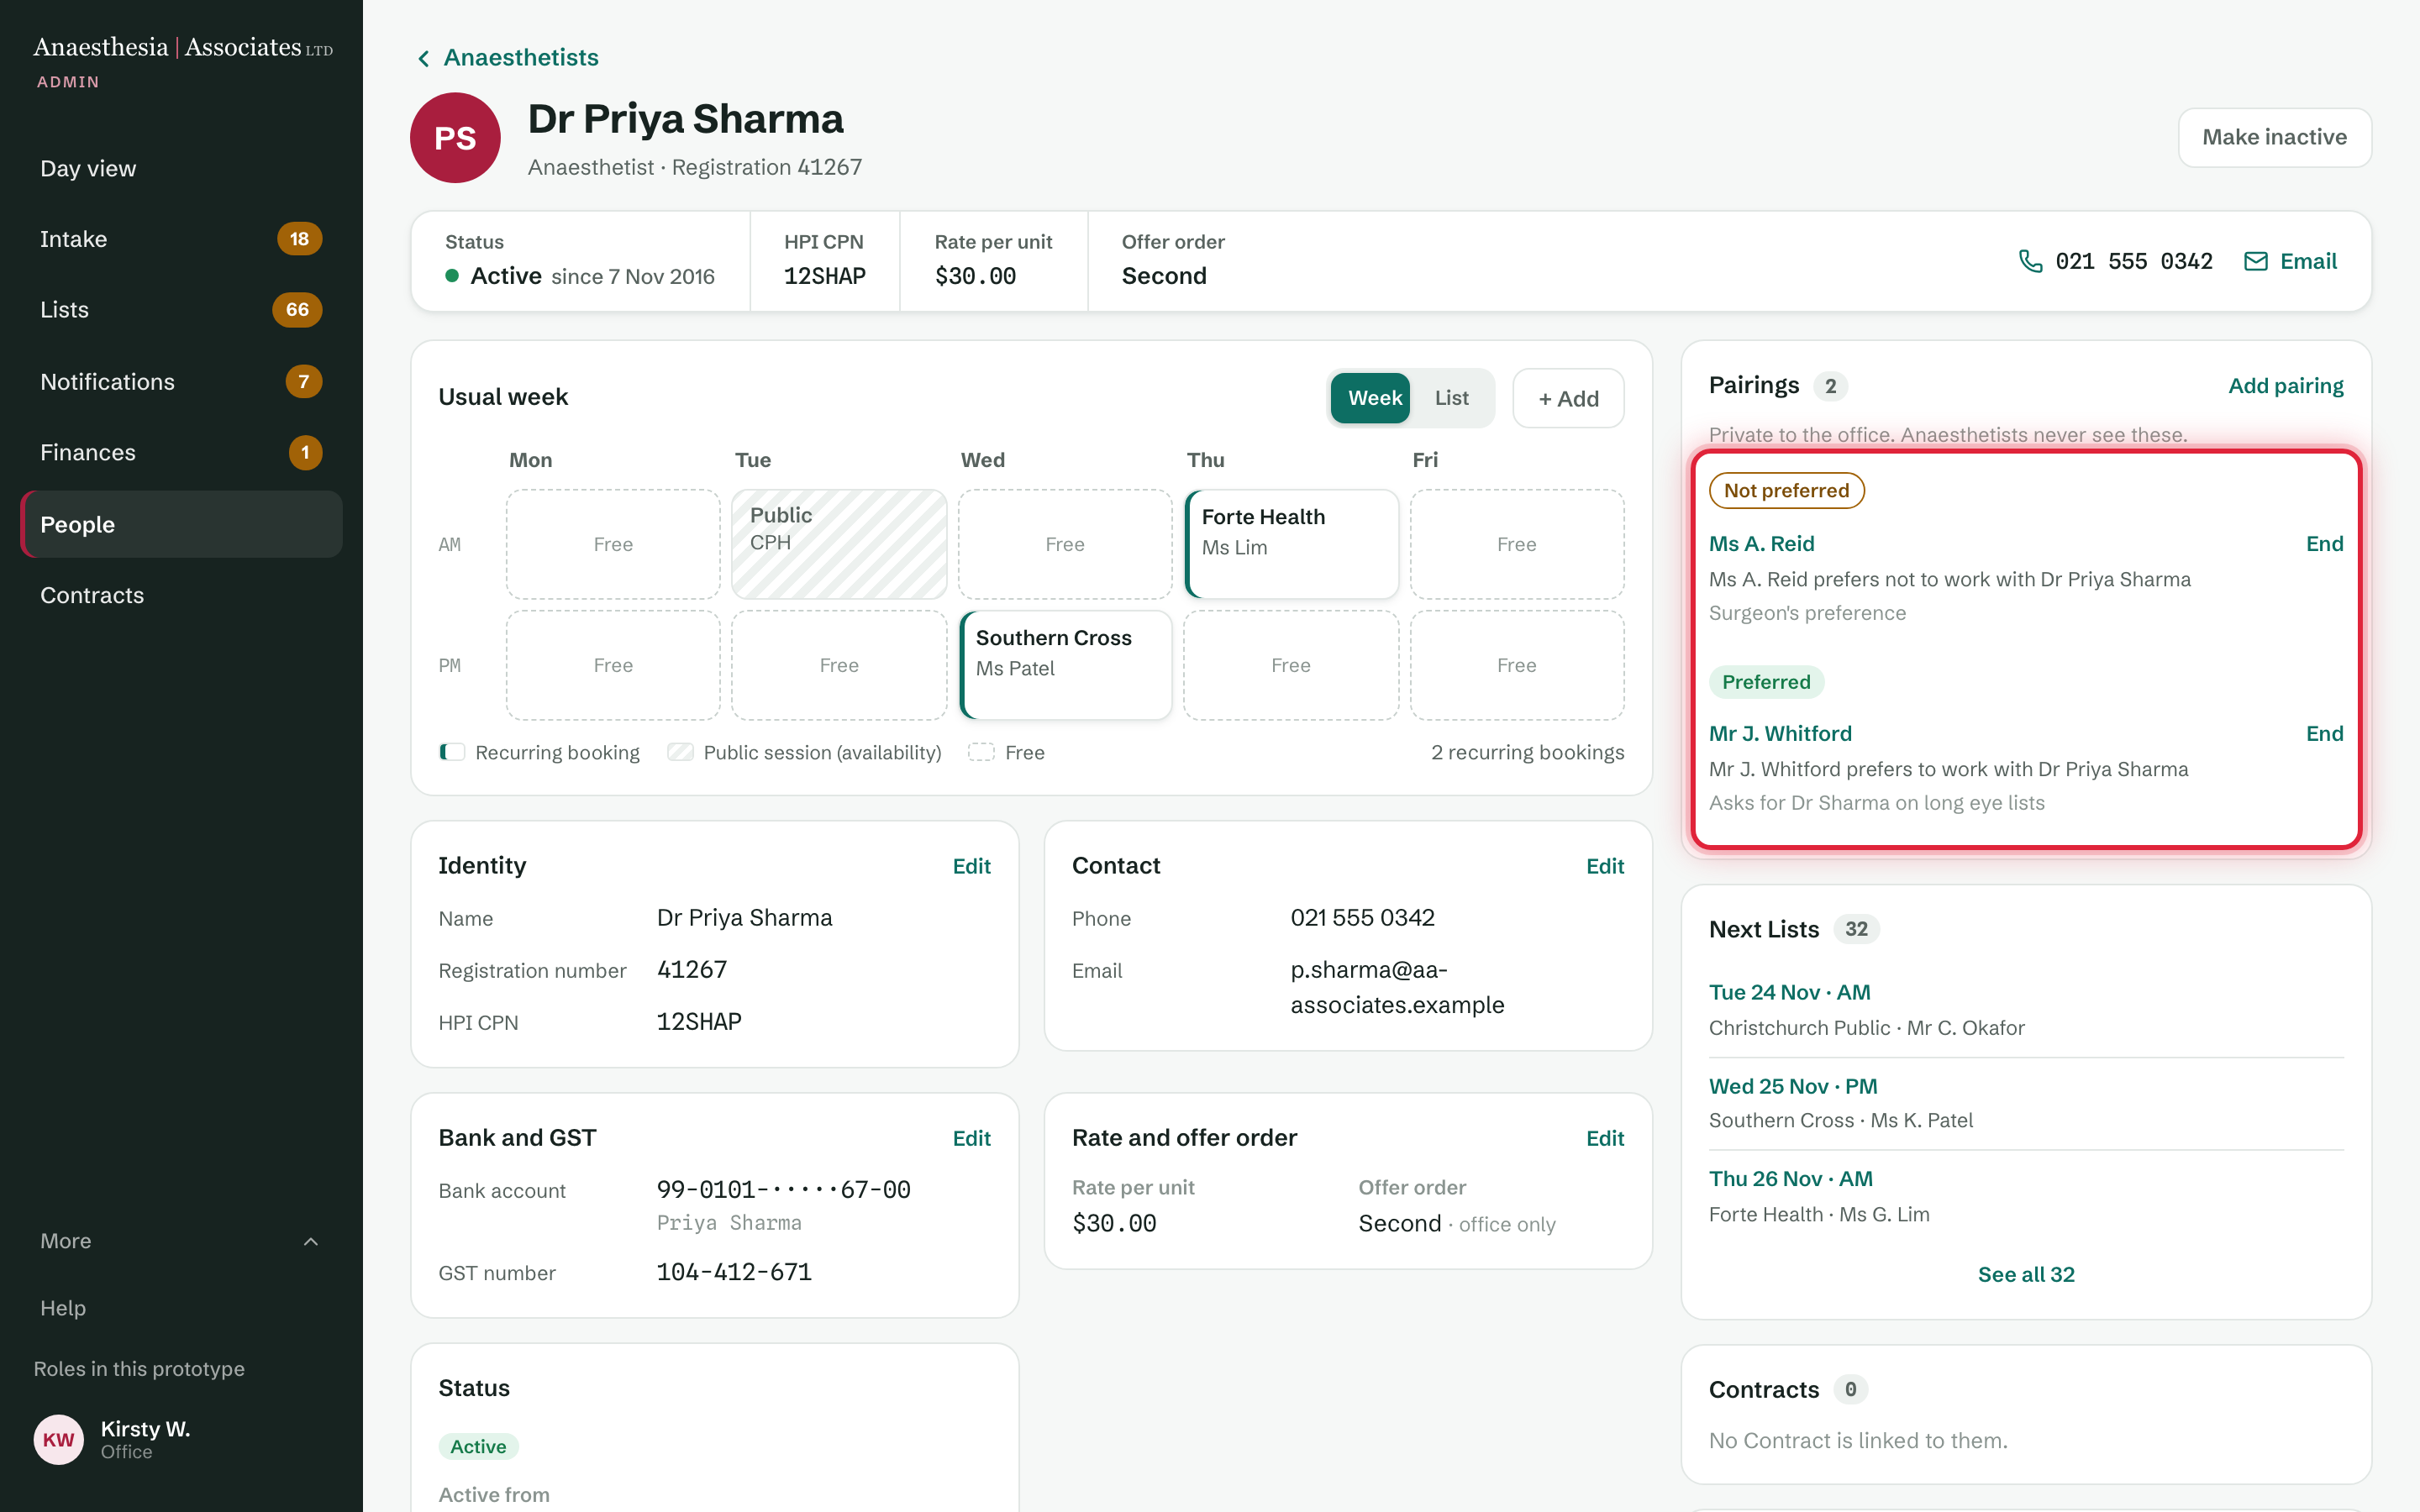 Anaesthesia | Associates LTD
ADMIN
Day view
Intake 18
Lists 66
Notifications 7
Finances 1
People
Contracts
More
Help
Roles in this prototype
KW
Kirsty W.
Office
Anaesthetists
PS
Dr Priya Sharma
Anaesthetist · Registration 41267
Make inactive
Status
Active since 7 Nov 2016
HPI CPN
12SHAP
Rate per unit
$30.00
Offer order
Second
021 555 0342
Email
Usual week
Week List + Add
Mon Tue Wed Thu Fri
AM
Free
Public
CPH
Free
Forte Health
Ms Lim
Free
PM
Free
Free
Southern Cross
Ms Patel
Free
Free
Recurring booking Public session (availability) Free 2 recurring bookings
Identity Edit
Name Dr Priya Sharma
Registration number 41267
HPI CPN 12SHAP
Contact Edit
Phone 021 555 0342
Email p.sharma@aa-
associates.example
Bank and GST Edit
Bank account 99-0101-·····67-00
Priya Sharma
GST number 104-412-671
Rate and offer order Edit
Rate per unit Offer order
$30.00 Second · office only
Status
Active
Active from
Pairings 2 Add pairing
Private to the office. Anaesthetists never see these.
Not preferred
Ms A. Reid End
Ms A. Reid prefers not to work with Dr Priya Sharma
Surgeon's preference
Preferred
Mr J. Whitford End
Mr J. Whitford prefers to work with Dr Priya Sharma
Asks for Dr Sharma on long eye lists
Next Lists 32
Tue 24 Nov · AM
Christchurch Public · Mr C. Okafor
Wed 25 Nov · PM
Southern Cross · Ms K. Patel
Thu 26 Nov · AM
Forte Health · Ms G. Lim
See all 32
Contracts 0
No Contract is linked to them.